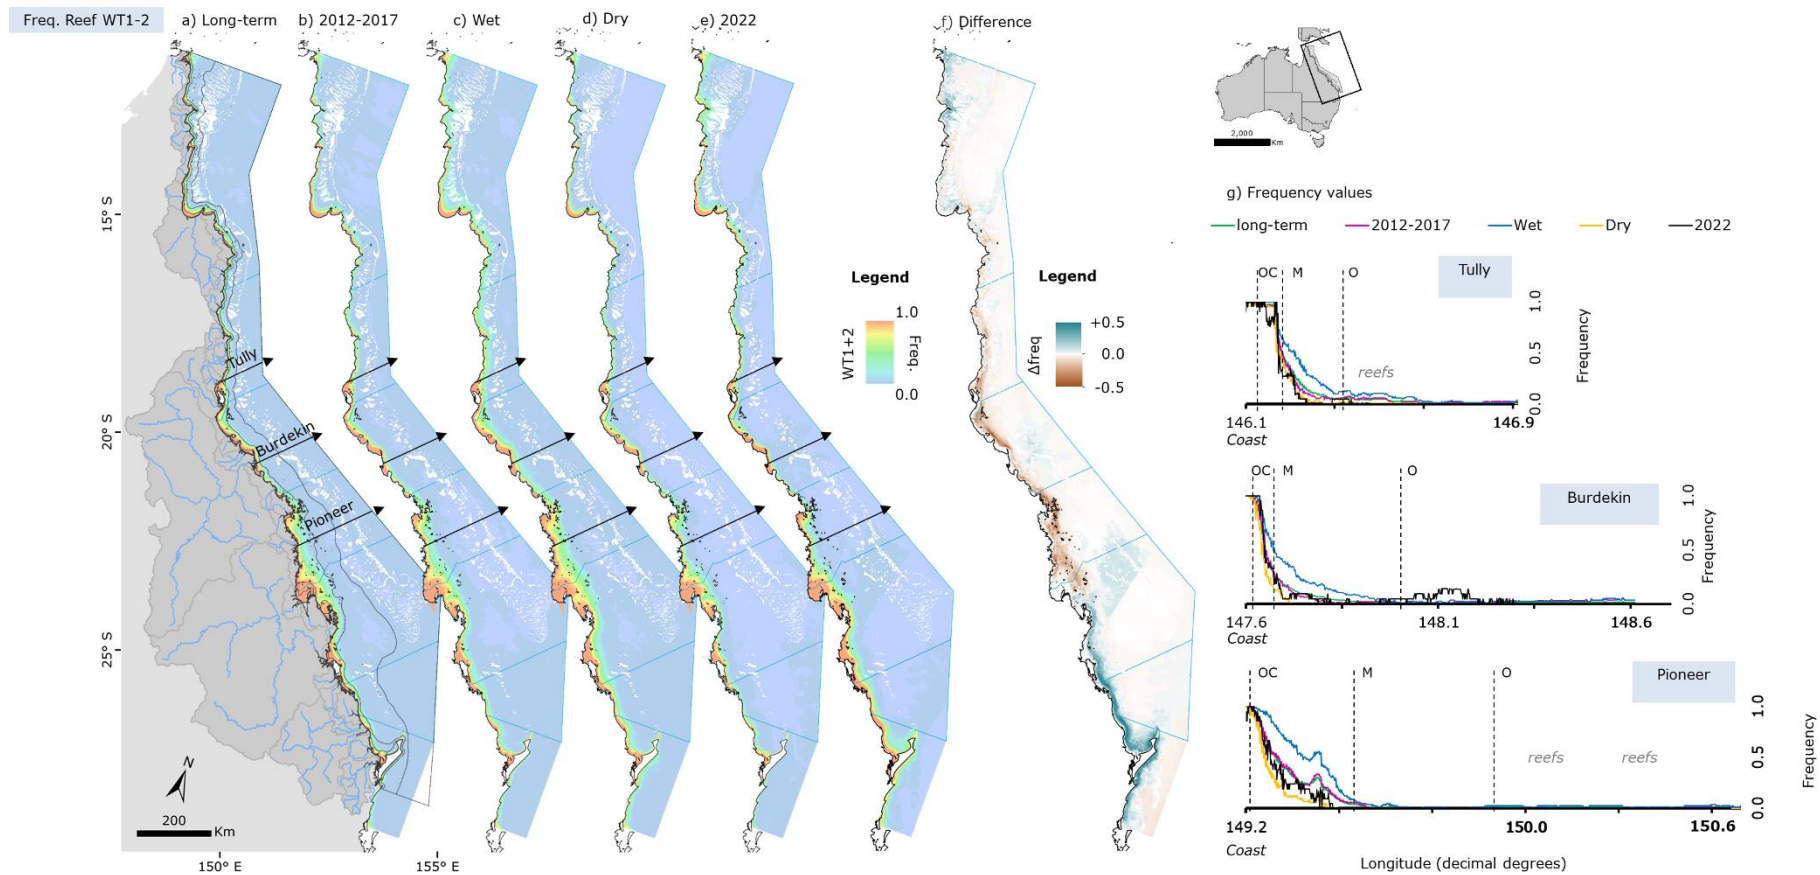 Freq. Reef WT1-2
a) Long-term
b) 2012-2017
c) Wet
d) Dry
e) 2022
f) Difference
15° S
20° S
25° S
Tully
Burdekin
Pioneer
N
200
Km
150° E
155° E
Legend
WT1+2
1.0
Freq
0.0
Legend
Δfreq
+0.5
0.0
-0.5
2,000
Km
g) Frequency values
long-term
2012-2017
Wet
Dry
2022
OC
M
O
Tully
reefs
1.0
0.5
0.0
Frequency
146.1
146.9
Coast
OC
M
O
Burdekin
1.0
0.5
0.0
Frequency
147.6
148.1
148.6
Coast
OC
M
O
Pioneer
reefs
reefs
1.0
0.5
0.0
Frequency
149.2
150.0
150.6
Coast
Longitude (decimal degrees)